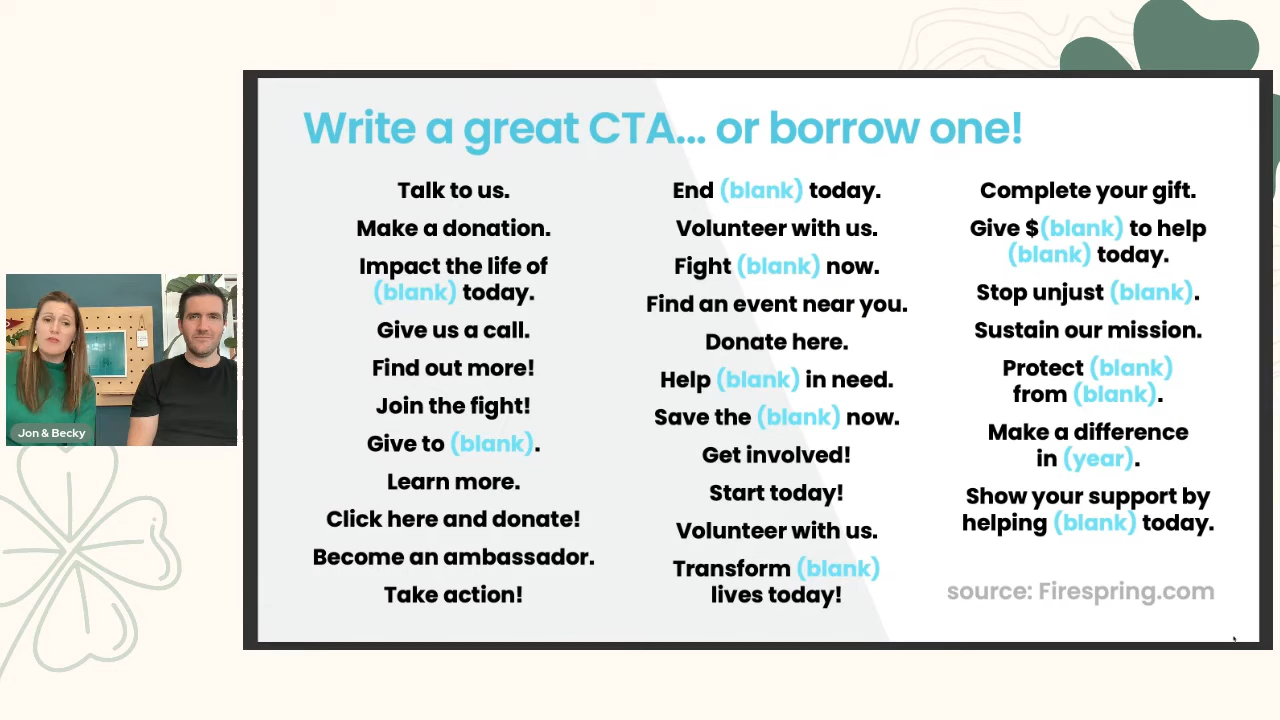 Write a great CTA... or borrow one!
Talk to us.
Make a donation.
Impact the life of
(blank) today.
Give us a call.
Find out more!
Join the fight!
Give to (blank).
Learn more.
Click here and donate!
Become an ambassador.
Take action!
End (blank) today.
Volunteer with us.
Fight (blank) now.
Find an event near you.
Donate here.
Help (blank) in need.
Save the (blank) now.
Get involved!
Start today!
Volunteer with us.
Transform (blank)
lives today!
Complete your gift.
Give $(blank) to help
(blank) today.
Stop unjust (blank).
Sustain our mission.
Protect (blank)
from (blank).
Make a difference
in (year).
Show your support by
helping (blank) today.
source: Firespring.com
Jon & Becky